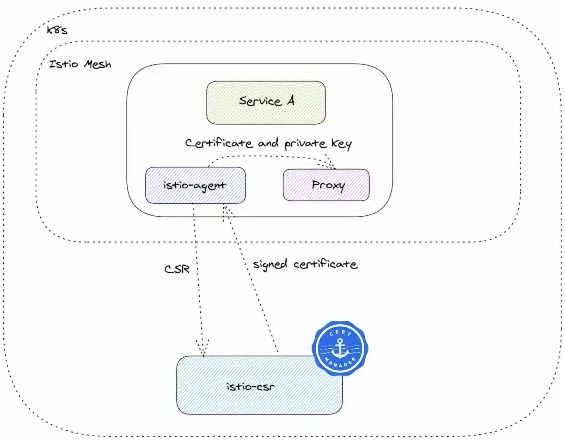 k8s
Istio Mesh
Service A
Certificate and private key
istio-agent
Proxy
CSR
signed certificate
CERT
MANAGER
istio-csr